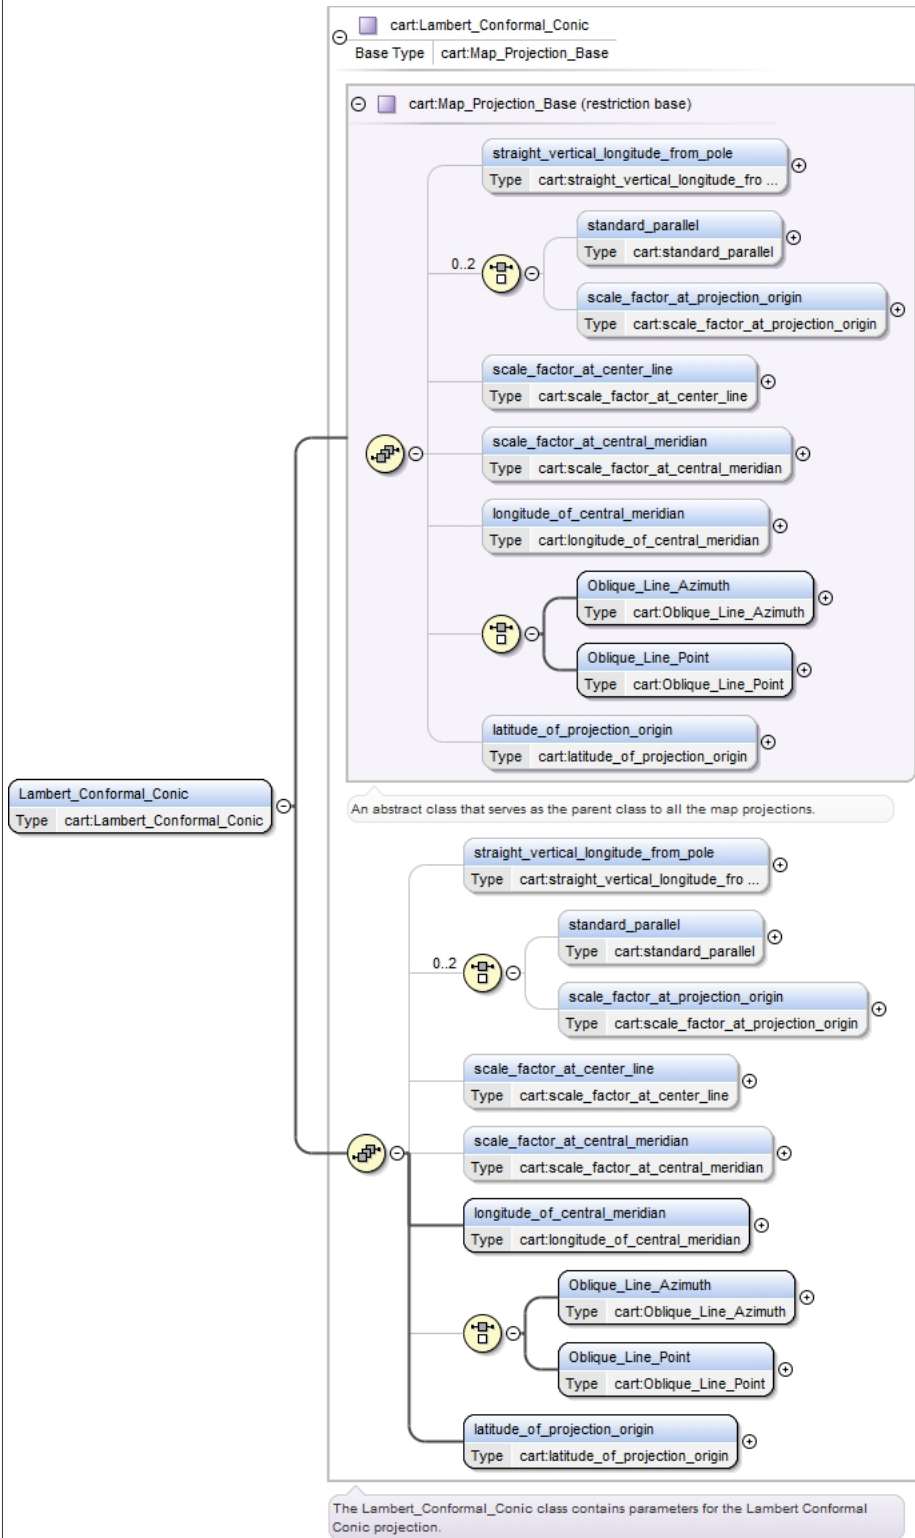 cart:Lambert_Conformal_Conic
Base Type cart:Map_Projection_Base
cart:Map_Projection_Base (restriction base)
straight_vertical_longitude_from_pole
Type cart:straight_vertical_longitude_fro ...
0..2
standard_parallel
Type cart:standard_parallel
scale_factor_at_projection_origin
Type cart:scale_factor_at_projection_origin
scale_factor_at_center_line
Type cart:scale_factor_at_center_line
scale_factor_at_central_meridian
Type cart:scale_factor_at_central_meridian
longitude_of_central_meridian
Type cart:longitude_of_central_meridian
Oblique_Line_Azimuth
Type cart:Oblique_Line_Azimuth
Oblique_Line_Point
Type cart:Oblique_Line_Point
latitude_of_projection_origin
Type cart:latitude_of_projection_origin
Lambert_Conformal_Conic
Type cart:Lambert_Conformal_Conic
An abstract class that serves as the parent class to all the map projections.
straight_vertical_longitude_from_pole
Type cart:straight_vertical_longitude_fro ...
0..2
standard_parallel
Type cart:standard_parallel
scale_factor_at_projection_origin
Type cart:scale_factor_at_projection_origin
scale_factor_at_center_line
Type cart:scale_factor_at_center_line
scale_factor_at_central_meridian
Type cart:scale_factor_at_central_meridian
longitude_of_central_meridian
Type cart:longitude_of_central_meridian
Oblique_Line_Azimuth
Type cart:Oblique_Line_Azimuth
Oblique_Line_Point
Type cart:Oblique_Line_Point
latitude_of_projection_origin
Type cart:latitude_of_projection_origin
The Lambert_Conformal_Conic class contains parameters for the Lambert Conformal
Conic projection.